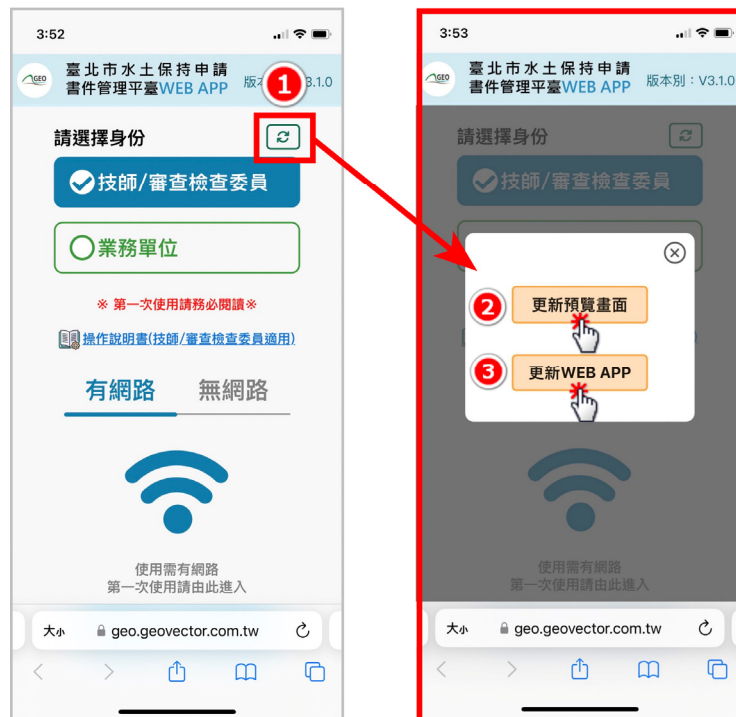 3:52
GEO
臺北市水土保持申請
書件管理平臺WEB APP
3.1.0
1
請選擇身份
技師/審查檢查委員
業務單位
※ 第一次使用請務必閱讀※
操作說明書(技師/審查檢查委員適用)
有網路
無網路
使用需有網路
第一次使用請由此進入
大小
geo.geovector.com.tw
3:53
GEO
臺北市水土保持申請
書件管理平臺WEB APP
版本別：V3.1.0
請選擇身份
技師/審查檢查委員
2
更新預覽畫面
3
更新WEB APP
使用需有網路
第一次使用請由此進入
大小
geo.geovector.com.tw